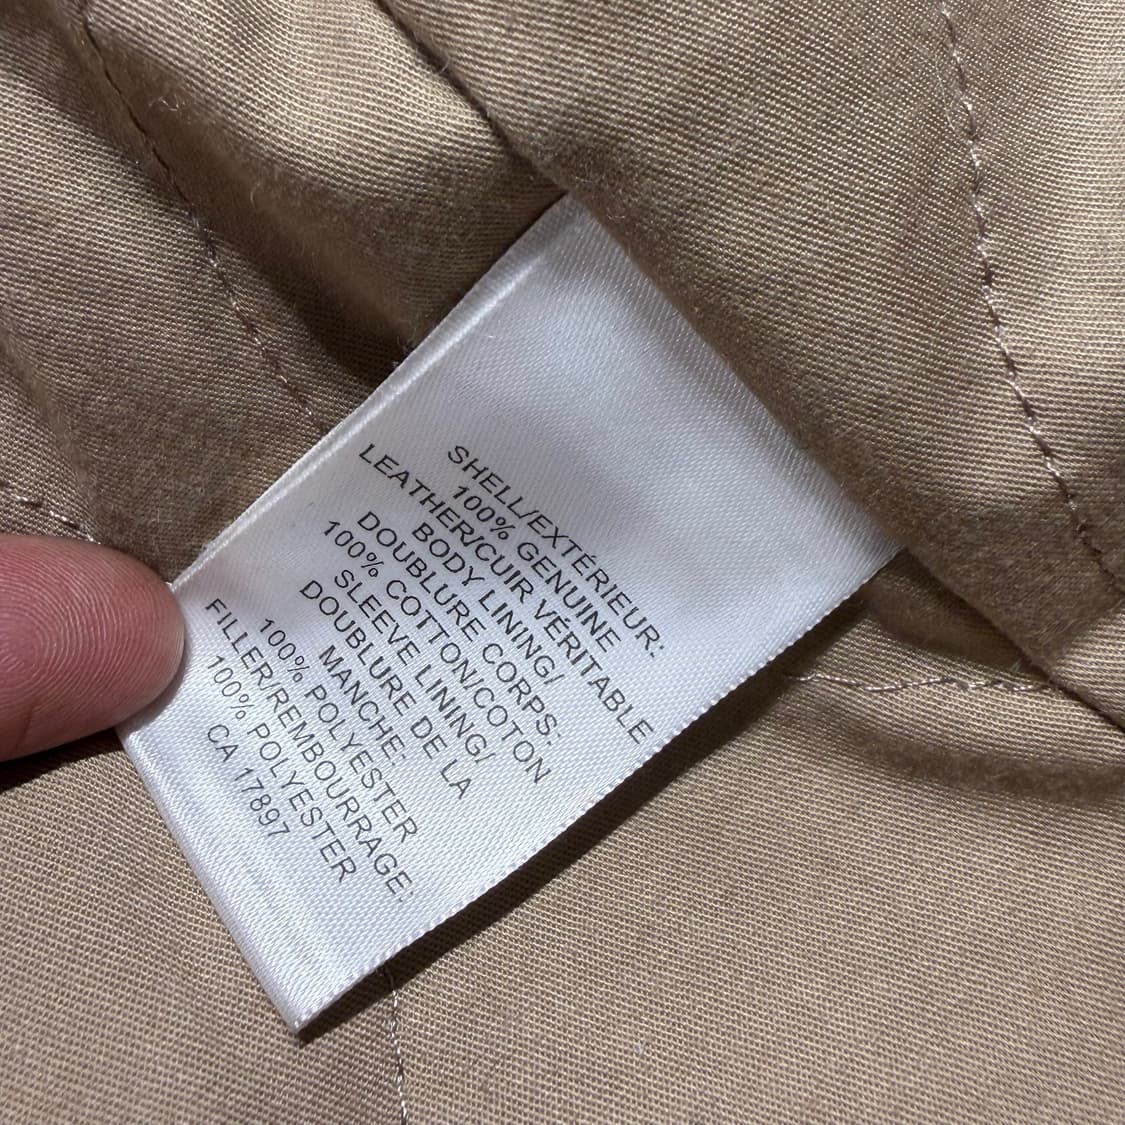 SHELL/EXTÉRIEUR:
100% GENUINE
LEATHER/CUIR VÉRITABLE
BODY LINING/
DOUBLURE CORPS:
100% COTTON/COTON
SLEEVE LINING/
DOUBLURE DE LA
MANCHE:
100% POLYESTER
FILLER/REMBOURRAGE:
100% POLYESTER
CA 17897